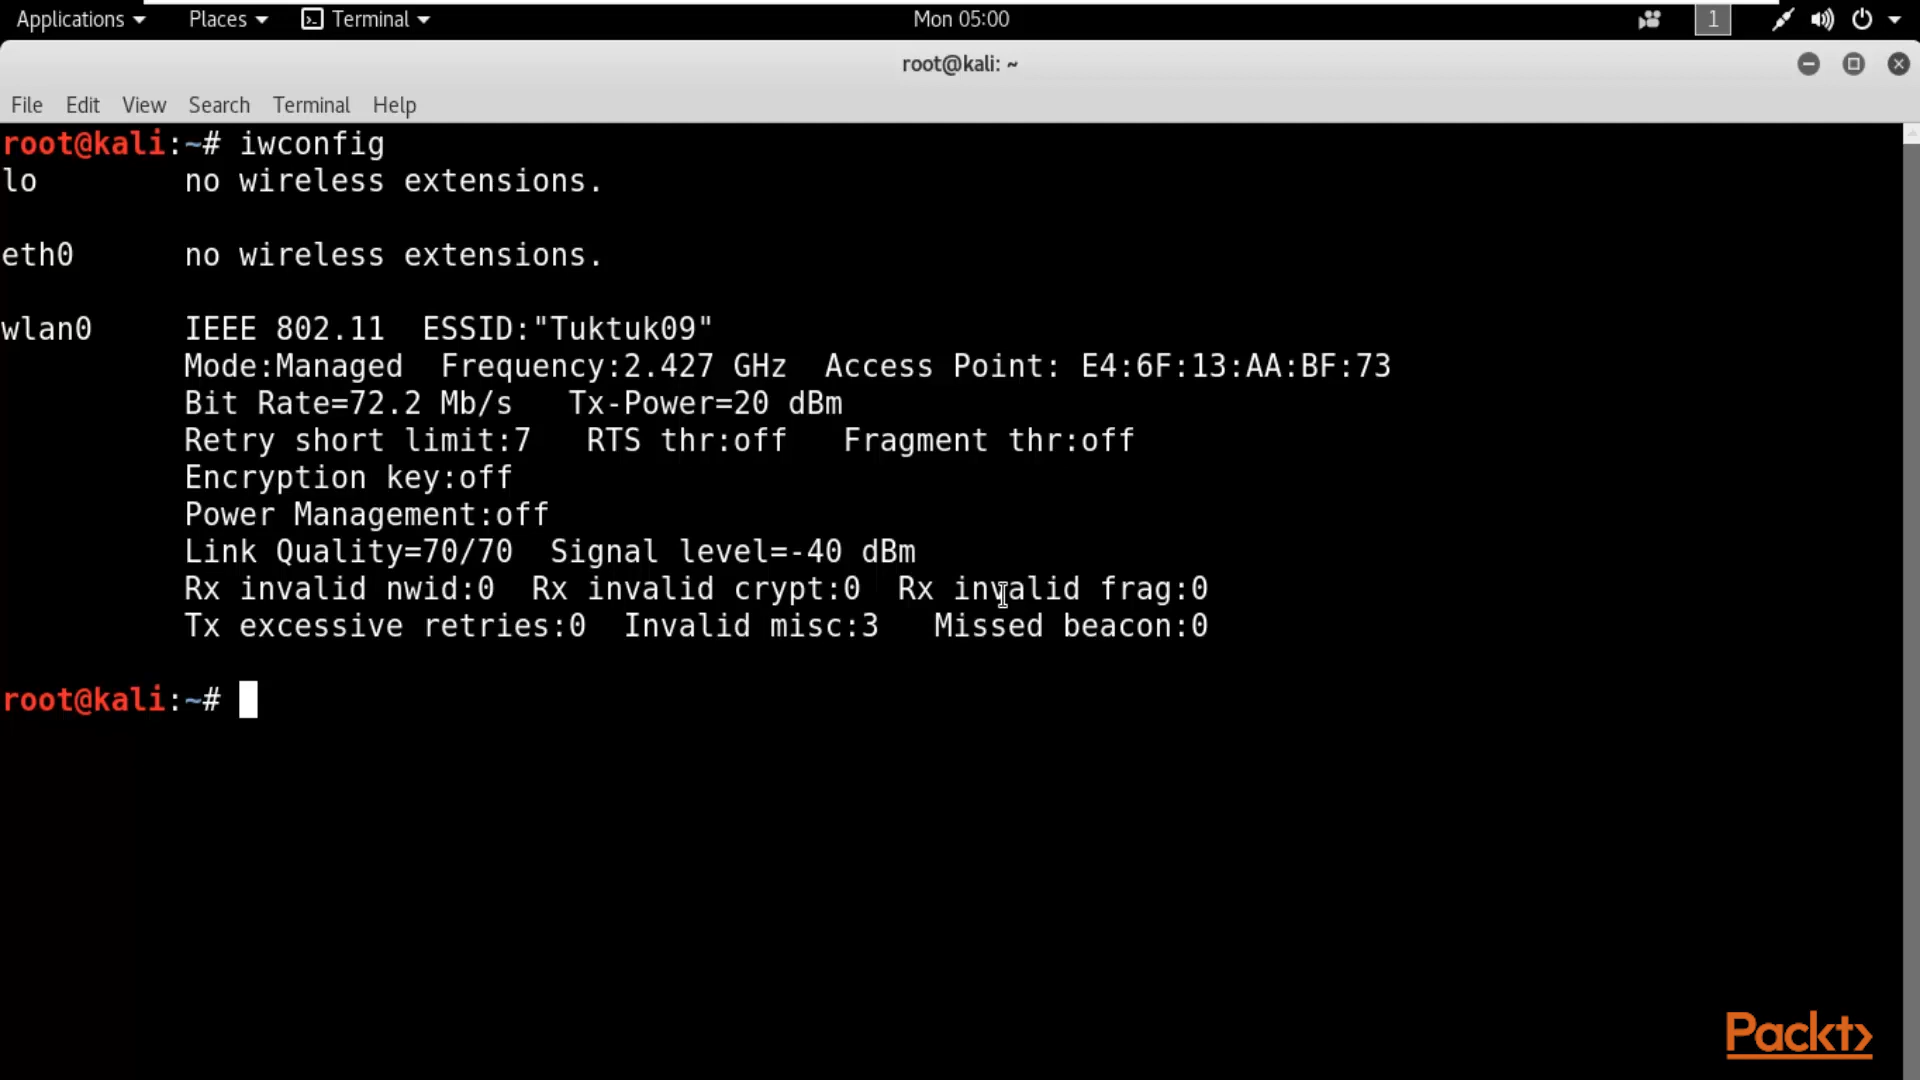 Applications Places Terminal Mon 05:00 1
root@kali: ~
File Edit View Search Terminal Help
root@kali:~# iwconfig
lo        no wireless extensions.
eth0      no wireless extensions.
wlan0     IEEE 802.11  ESSID:"Tuktuk09"
          Mode:Managed  Frequency:2.427 GHz  Access Point: E4:6F:13:AA:BF:73
          Bit Rate=72.2 Mb/s   Tx-Power=20 dBm
          Retry short limit:7   RTS thr:off   Fragment thr:off
          Encryption key:off
          Power Management:off
          Link Quality=70/70  Signal level=-40 dBm
          Rx invalid nwid:0  Rx invalid crypt:0  Rx invalid frag:0
          Tx excessive retries:0  Invalid misc:3   Missed beacon:0
root@kali:~#
Packt>